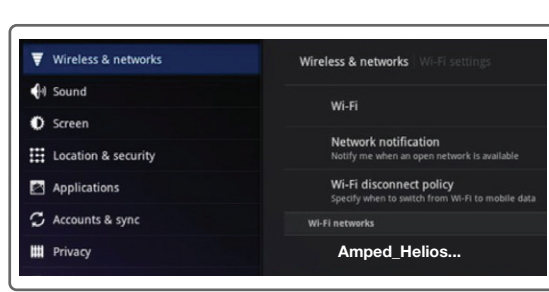 Wireless & networks
Sound
Screen
Location & security
Applications
Accounts & sync
Privacy
Wireless & networks Wi-Fi settings
Wi-Fi
Network notification
Notify me when an open network is available
Wi-Fi disconnect policy
Specify when to switch from Wi-Fi to mobile data
Wi-Fi networks
Amped_Helios...